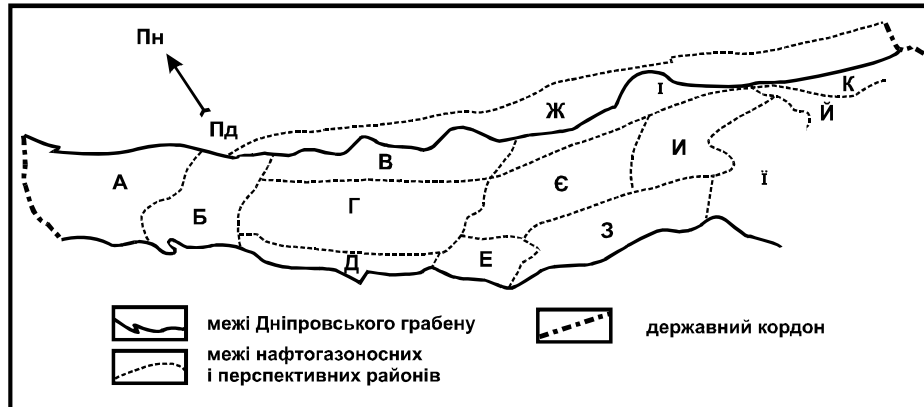 Пн
Пд
А
Б
В
Г
Д
Е
Є
Ж
З
И
І
Ї
Й
К
межі Дніпровського грабену
межі нафтогазоносних
і перспективних районів
державний кордон